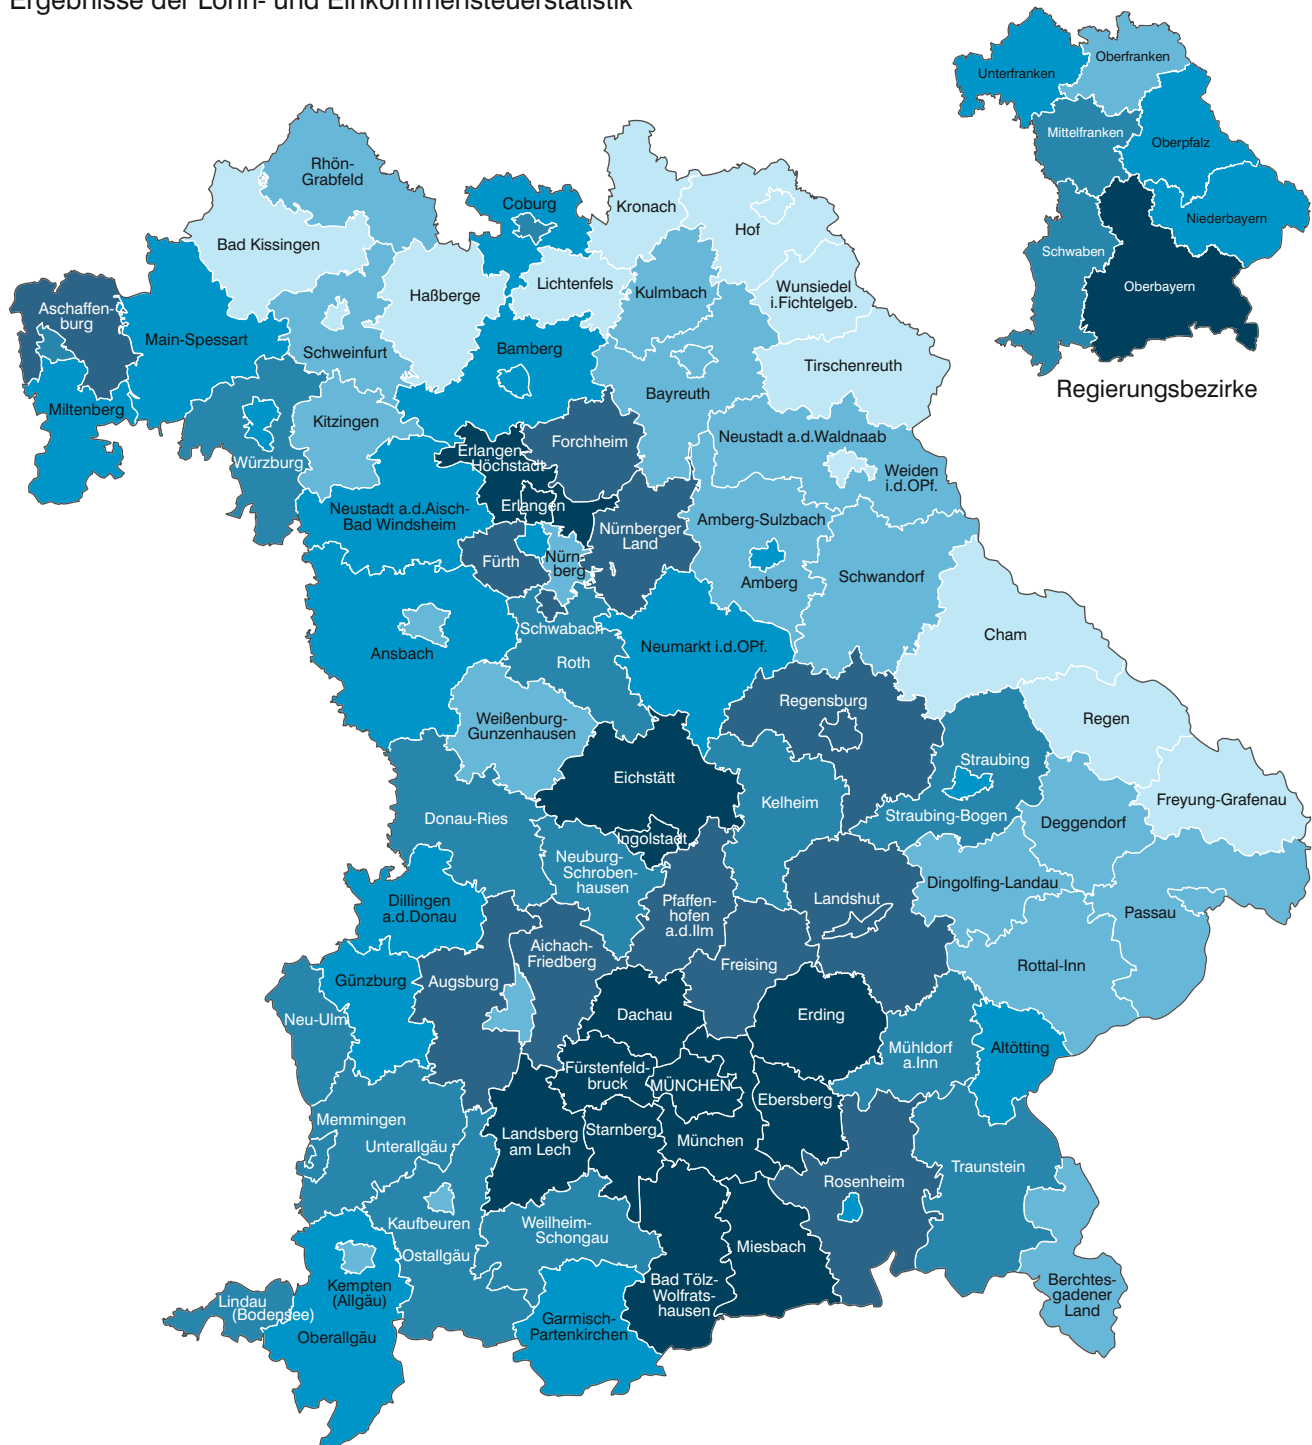 Ergebnisse der Lohn- und Einkommensteuerstatistik
Oberfranken
Unterfranken
Mittelfranken
Oberpfalz
Niederbayern
Schwaben
Oberbayern
Regierungsbezirke
Rhön-
Grabfeld
Coburg
Kronach
Hof
Bad Kissingen
Lichtenfels
Kulmbach
Wunsiedel
i.Fichtelgeb.
Haßberge
Aschaffen-
burg
Main-Spessart
Schweinfurt
Bamberg
Tirschenreuth
Bayreuth
Miltenberg
Kitzingen
Forchheim
Neustadt a.d.Waldnaab
Erlangen-
Höchstadt
Würzburg
Weiden
i.d.OPf.
Neustadt a.d.Aisch-
Bad Windsheim
Erlangen
Nürnberger
Land
Amberg-Sulzbach
Fürth
Nürn-
berg
Amberg
Schwandorf
Schwabach
Ansbach
Roth
Neumarkt i.d.OPf.
Cham
Regensburg
Weißenburg-
Gunzenhausen
Regen
Eichstätt
Straubing
Kelheim
Freyung-Grafenau
Donau-Ries
Straubing-Bogen
Deggendorf
Ingolstadt
Neuburg-
Schroben-
hausen
Dingolfing-Landau
Dillingen
a.d.Donau
Pfaffen-
hofen
a.d.Ilm
Landshut
Passau
Aichach-
Friedberg
Günzburg
Augsburg
Freising
Rottal-Inn
Neu-Ulm
Dachau
Erding
Mühldorf
a.Inn
Altötting
Fürstenfeld-
bruck
MÜNCHEN
Ebersberg
Memmingen
Unterallgäu
Landsberg
am Lech
Starnberg
München
Traunstein
Rosenheim
Kaufbeuren
Weilheim-
Schongau
Miesbach
Ostallgäu
Kempten
(Allgäu)
Bad Tölz-
Wolfrats-
hausen
Berchtes-
gadener
Land
Lindau
(Bodensee)
Oberallgäu
Garmisch-
Partenkirchen